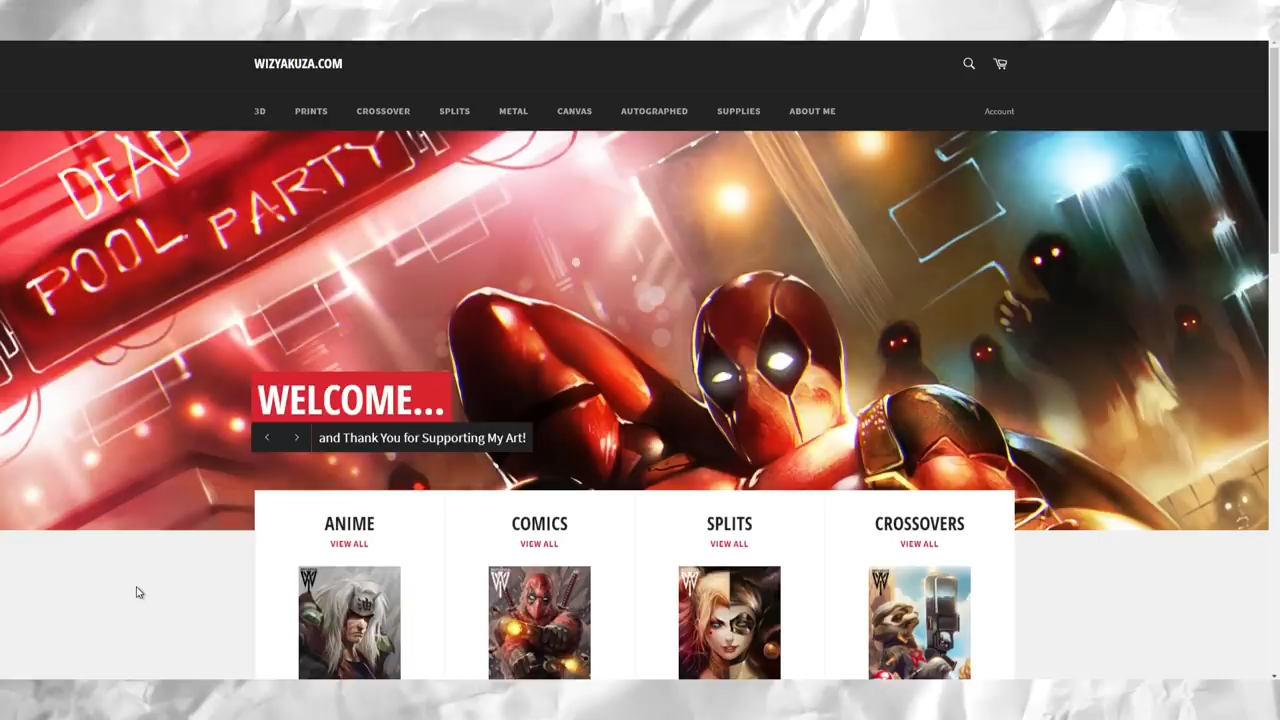 WIZYAKUZA.COM
3D PRINTS CROSSOVER SPLITS METAL CANVAS AUTOGRAPHED SUPPLIES ABOUT ME Account
DEAD
POOL PARTY
WELCOME...
and Thank You for Supporting My Art!
ANIME COMICS SPLITS CROSSOVERS
VIEW ALL VIEW ALL VIEW ALL VIEW ALL
油